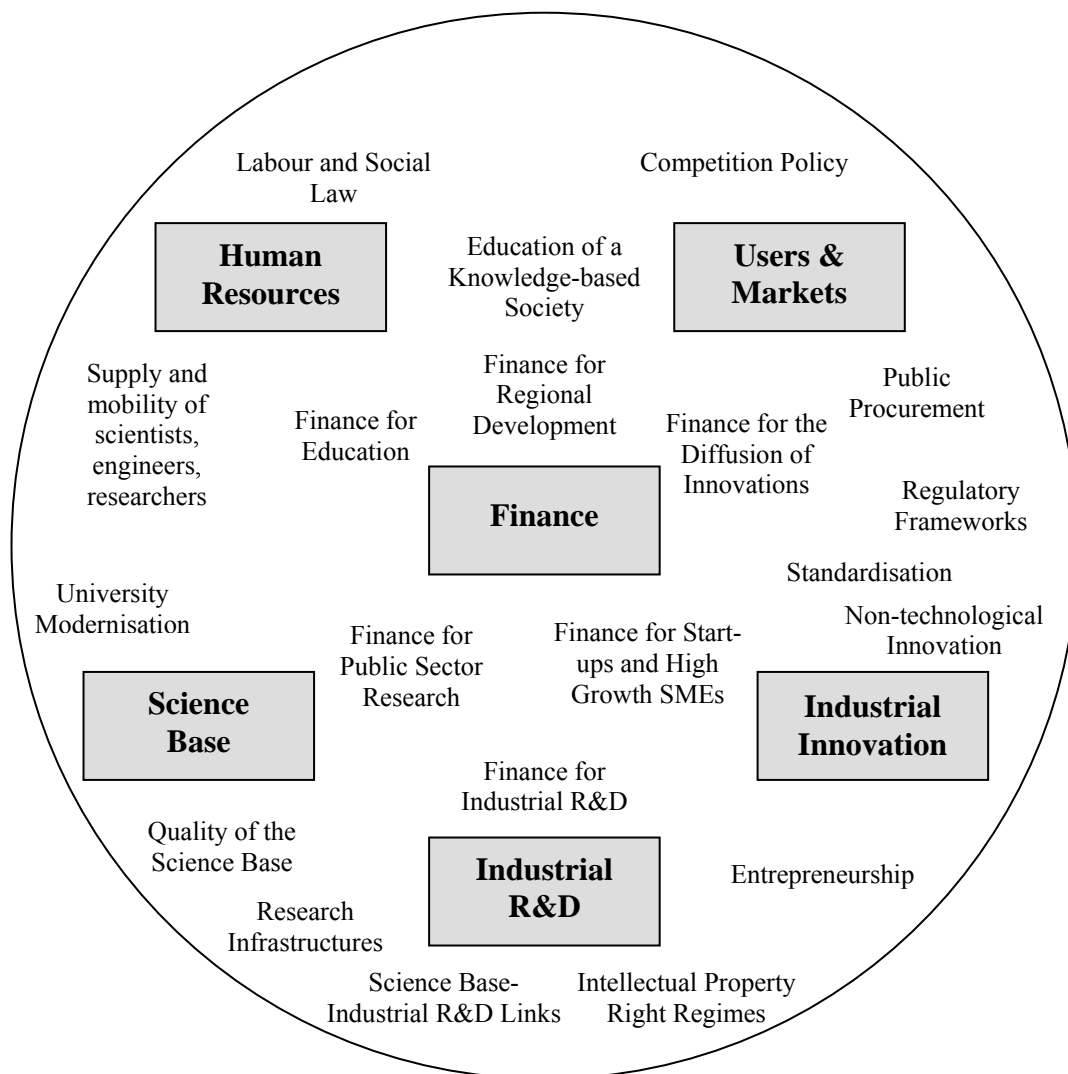 Labour and Social
Law
Competition Policy
Human
Resources
Education of a
Knowledge-based
Society
Users &
Markets
Supply and
mobility of
scientists,
engineers,
researchers
Finance for
Education
Finance for
Regional
Development
Finance for the
Diffusion of
Innovations
Public
Procurement
Finance
Regulatory
Frameworks
Standardisation
University
Modernisation
Finance for
Public Sector
Research
Finance for Start-
ups and High
Growth SMEs
Non-technological
Innovation
Science
Base
Industrial
Innovation
Finance for
Industrial R&D
Quality of the
Science Base
Industrial
R&D
Entrepreneurship
Research
Infrastructures
Science Base-
Industrial R&D Links
Intellectual Property
Right Regimes